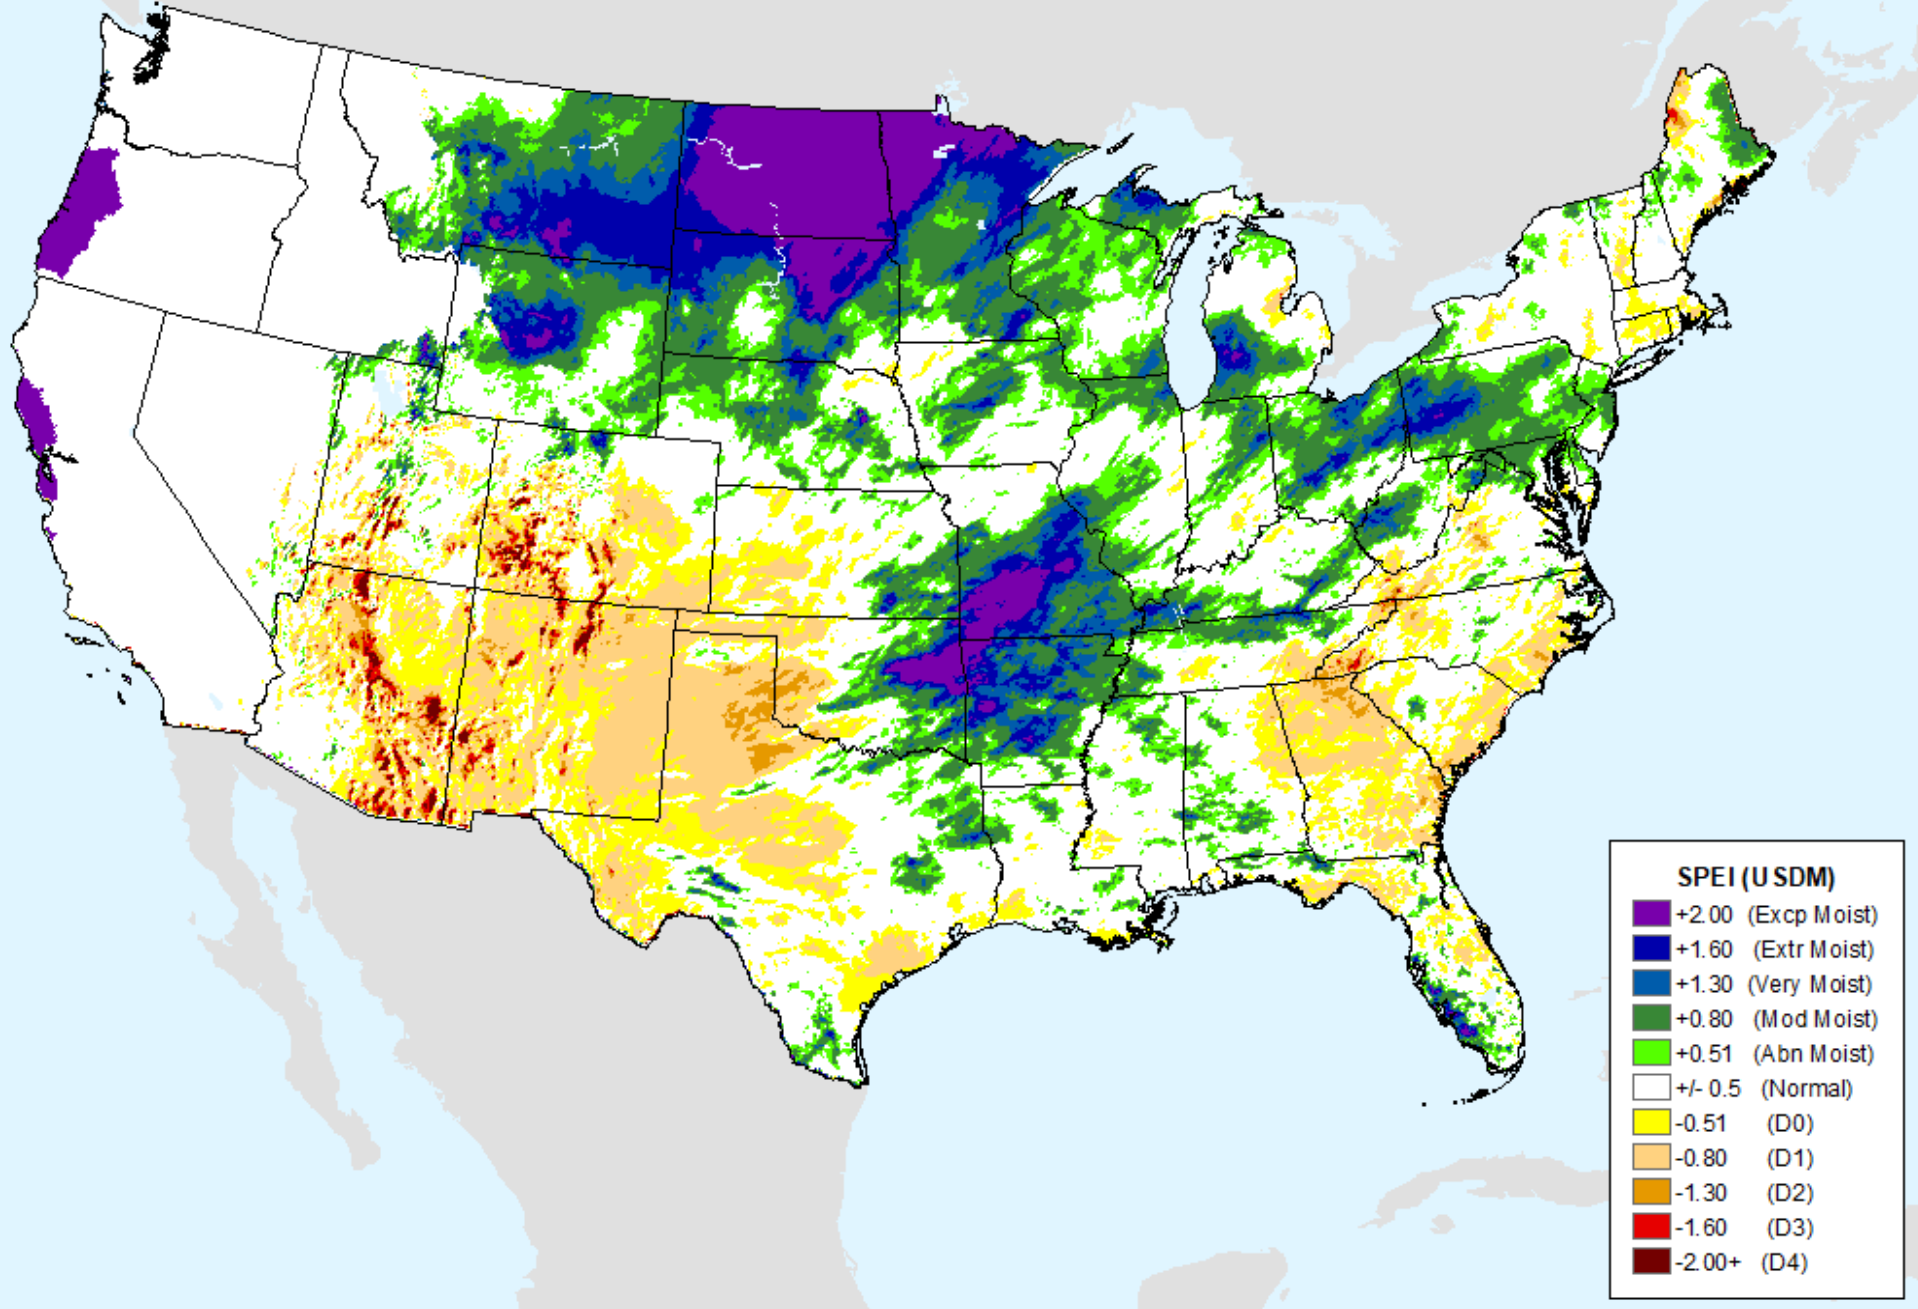 SPEI (USDM)
+2.00 (Excp Moist)
+1.60 (Extr Moist)
+1.30 (Very Moist)
+0.80 (Mod Moist)
+0.51 (Abn Moist)
+/- 0.5 (Normal)
-0.51 (D0)
-0.80 (D1)
-1.30 (D2)
-1.60 (D3)
-2.00+ (D4)